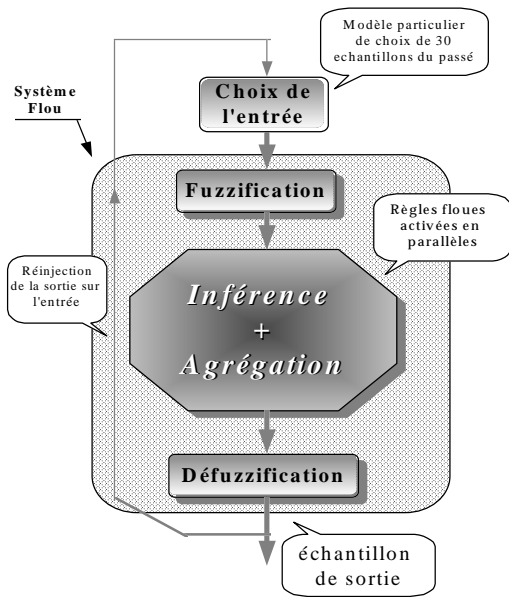 Modèle particulier
de choix de 30
echantillons du passé
Choix de
l'entrée
Système
Flou
Fuzzification
Règles floues
activées en
parallèles
Réinjection
de la sortie sur
l'entrée
Inférence
+
Agrégation
Défuzzification
échantillon
de sortie